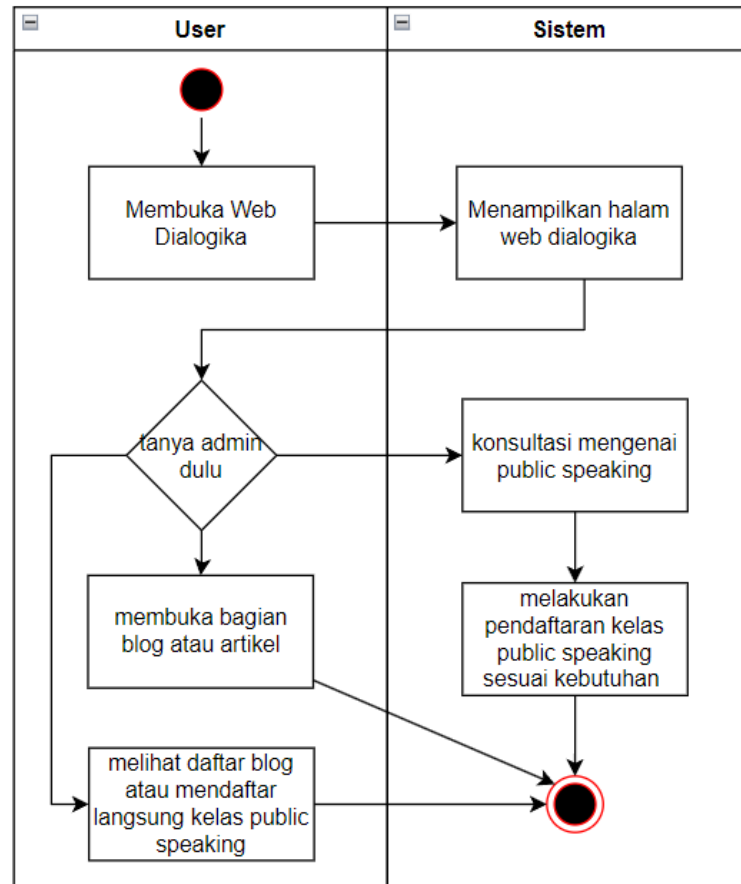 User
Sistem
Membuka Web
Dialogika
Menampilkan halam
web dialogika
tanya admin
dulu
konsultasi mengenai
public speaking
membuka bagian
blog atau artikel
melakukan
pendaftaran kelas
public speaking
sesuai kebutuhan
melihat daftar blog
atau mendaftar
langsung kelas public
speaking